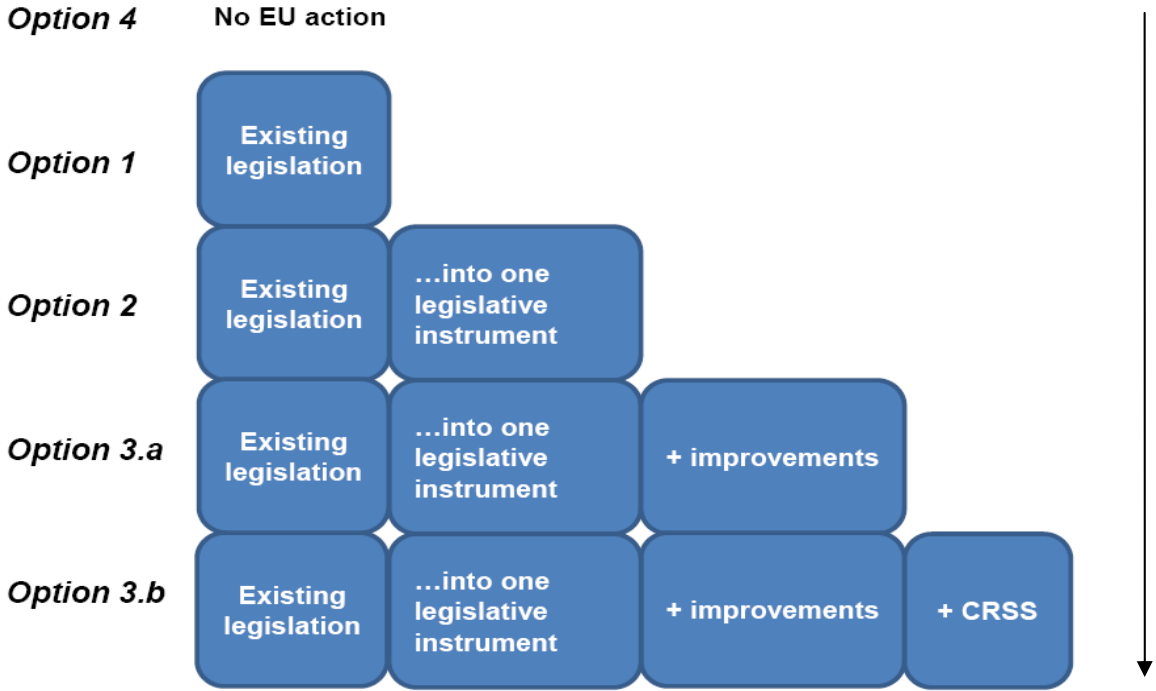 Option 4 No EU action
Option 1
Existing
legislation
Option 2
Existing
legislation
...into one
legislative
instrument
Option 3.a
Existing
legislation
...into one
legislative
instrument
+ improvements
Option 3.b
Existing
legislation
...into one
legislative
instrument
+ improvements
+ CRSS